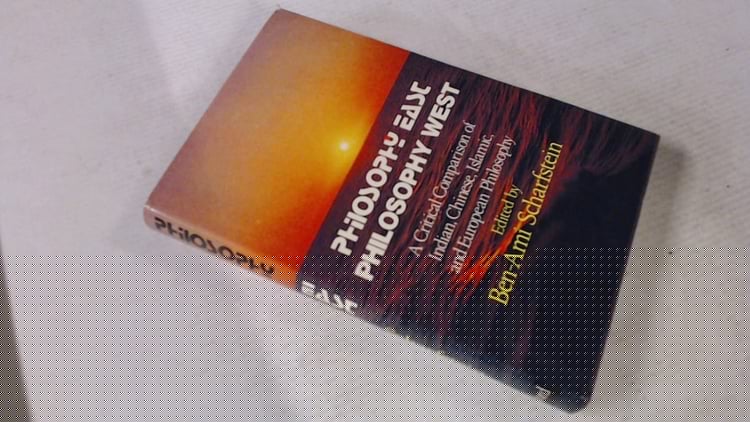 PHILOSOPHY EAST
PHILOSOPHY WEST
A Critical Comparison of
Indian, Chinese, Islamic,
and European Philosophy
Edited by
Ben-Ami Scharfstein
PHILOSOPHY
EAST